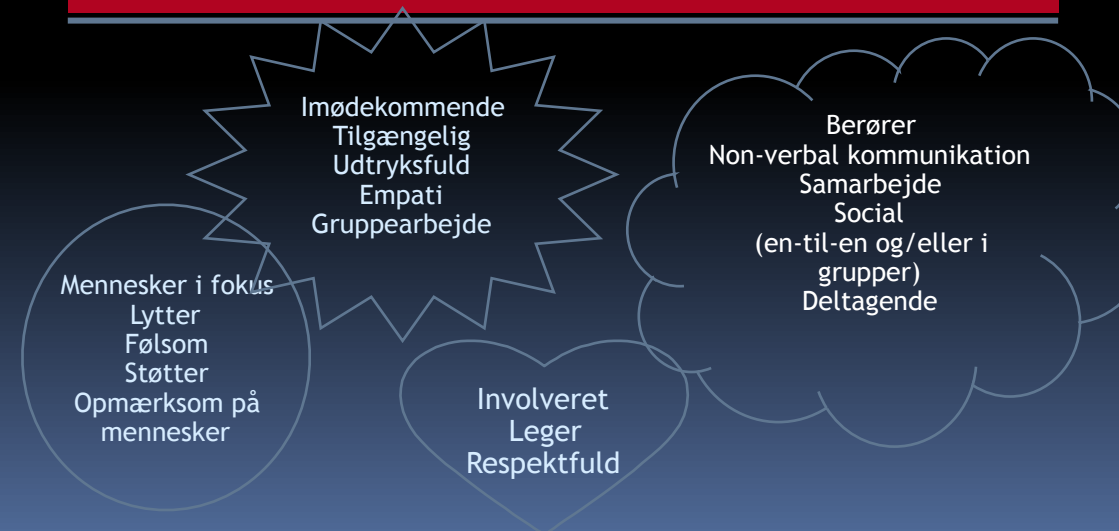 Imødekommende
Tilgængelig
Udtryksfuld
Empati
Gruppearbejde
Berører
Non-verbal kommunikation
Samarbejde
Social
(en-til-en og/eller i
grupper)
Deltagende
Mennesker i fokus
Lytter
Følsom
Støtter
Opmærksom på
mennesker
Involveret
Leger
Respektfuld